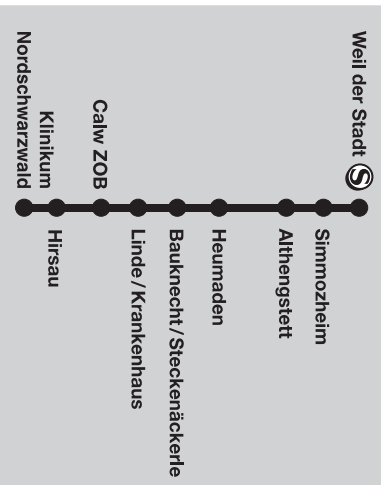 Weil der Stadt S
Simmozheim
Althengstett
Heumaden
Bauknecht/Steckenäckerle
Linde/Krankenhaus
Calw ZOB
Hirsau
Klinikum
Nordschwarzwald